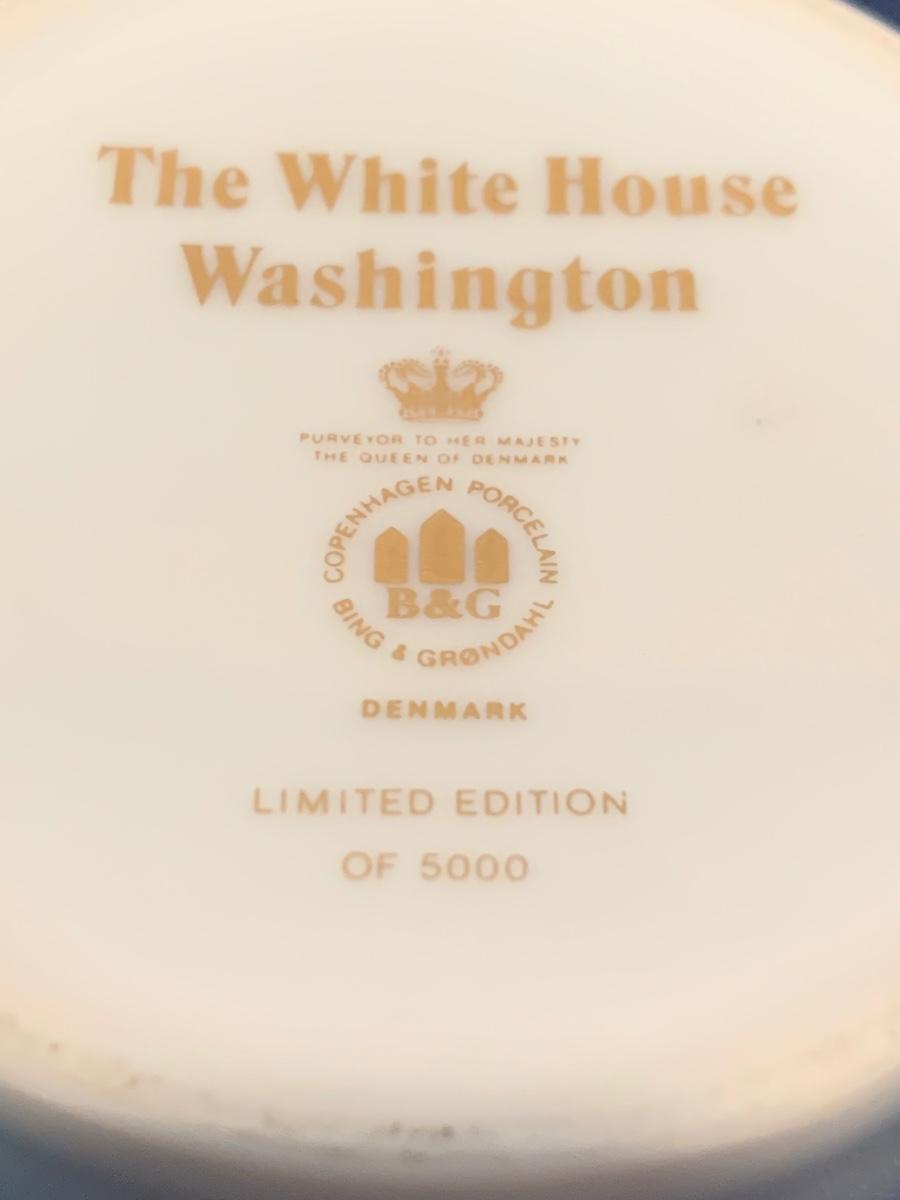 The White House
Washington
PURVEYOR TO HER MAJESTY
THE QUEEN OF DENMARK
COPENHAGEN PORCELAIN
B&G
BING & GRØNDAHL
DENMARK
LIMITED EDITION
OF 5000